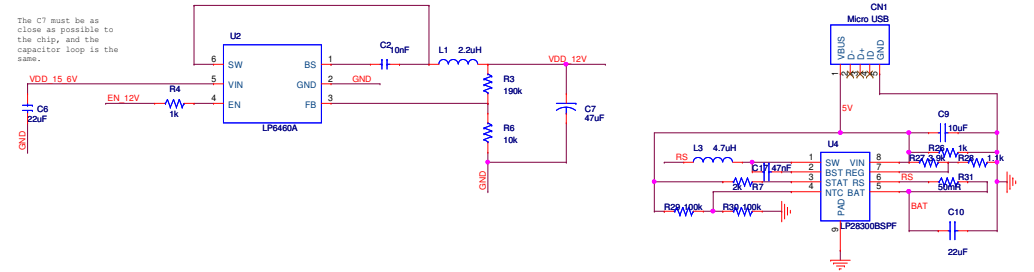 The C7 must be as
close as possible to
the chip, and the
capacitor loop is the
same.
U2
6 SW BS 1
5 VIN GND 2
4 EN FB 3
LP6460A
VDD_15_6V
EN_12V
R4
1k
C6
22uF
GND
C2
10nF
GND
L1 2.2uH
VDD_12V
R3
190k
R6
10k
C7
47uF
GND
CN1
Micro USB
VBUS
D-
D+
ID
GND
1
2
3
4
5
5V
C9
10uF
R26 1k
R27 3.9k
R28 1.1k
U4
1 SW VIN 8
2 BST REG 7
3 STAT RS 6
4 NTC BAT 5
PAD
9
LP28300BSPF
RS
L3 4.7uH
47nF
2k R7
R29 100k
R30 100k
RS
R31
50mR
BAT
C10
22uF